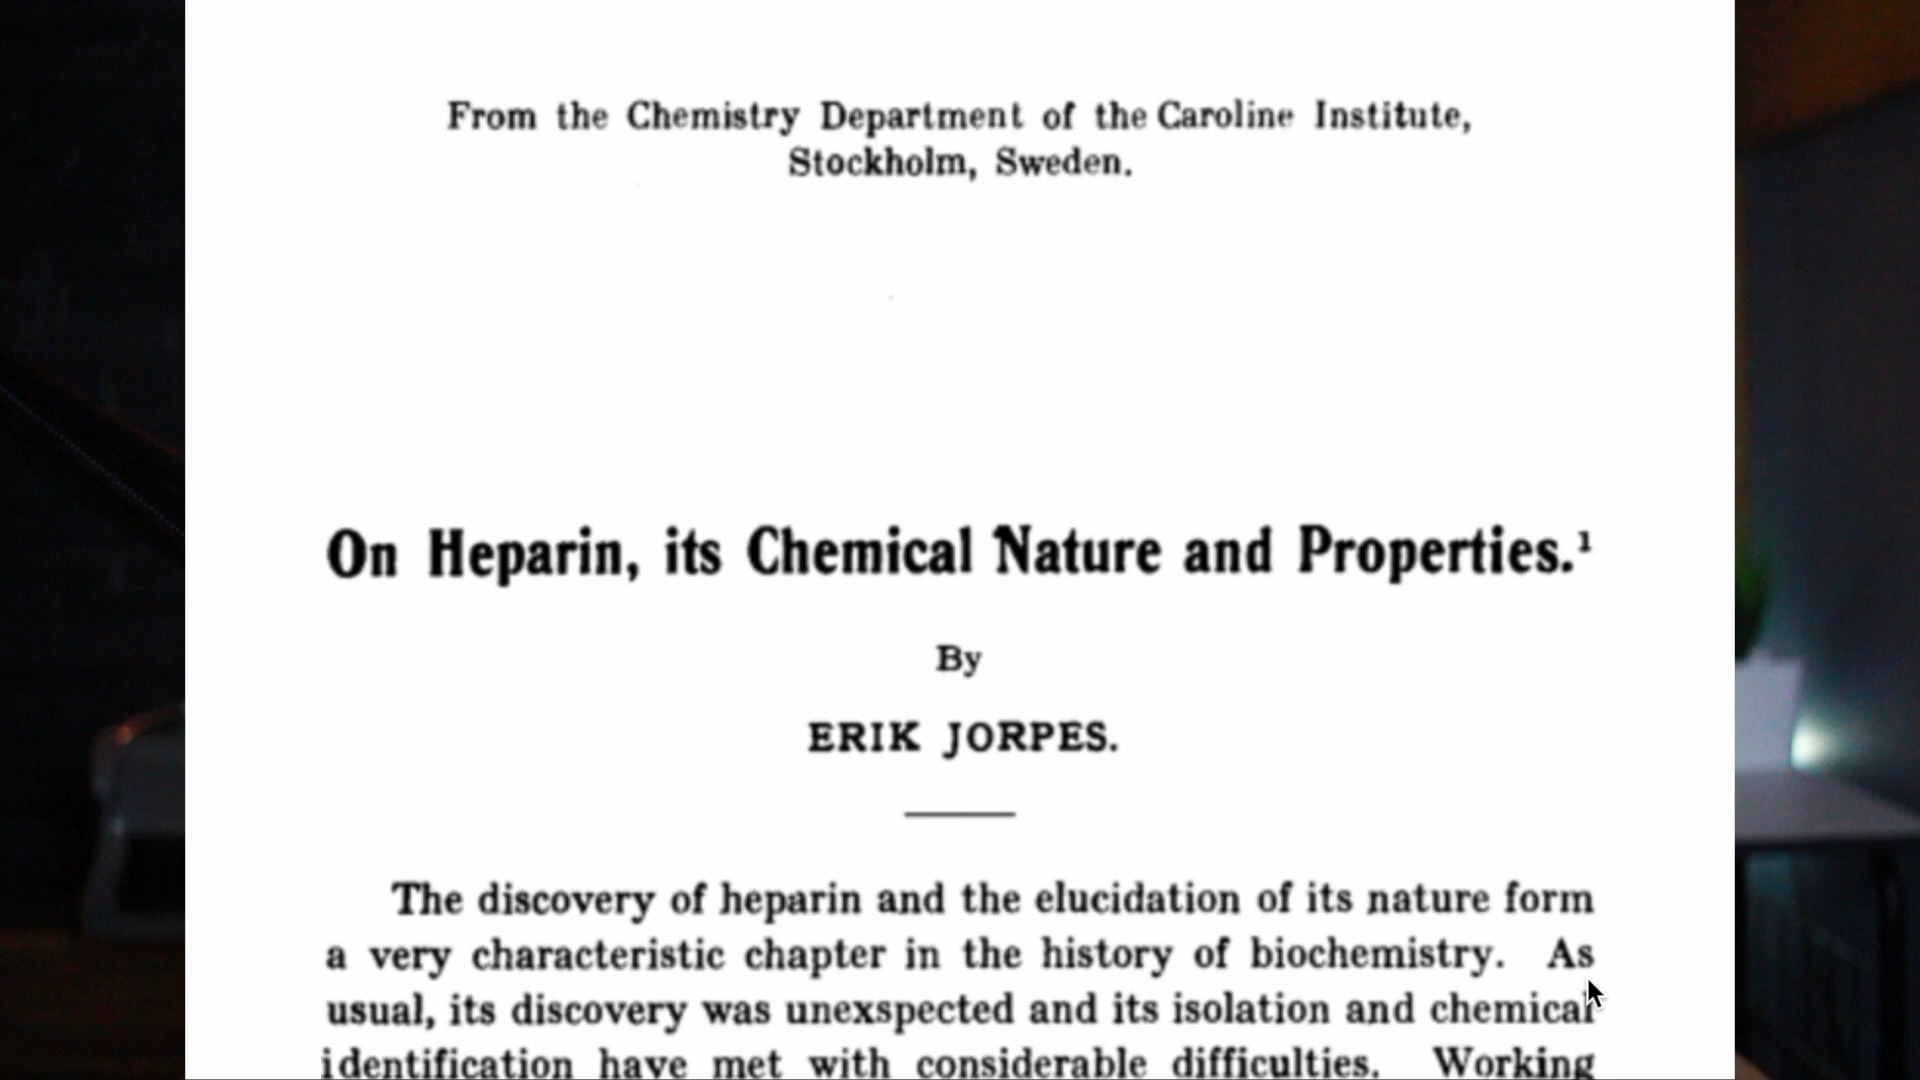 From the Chemistry Department of the Caroline Institute,
Stockholm, Sweden.
On Heparin, its Chemical Nature and Properties.¹
By
ERIK JORPES.
The discovery of heparin and the elucidation of its nature form
a very characteristic chapter in the history of biochemistry. As
usual, its discovery was unexpected and its isolation and chemical
identification have met with considerable difficulties. Working